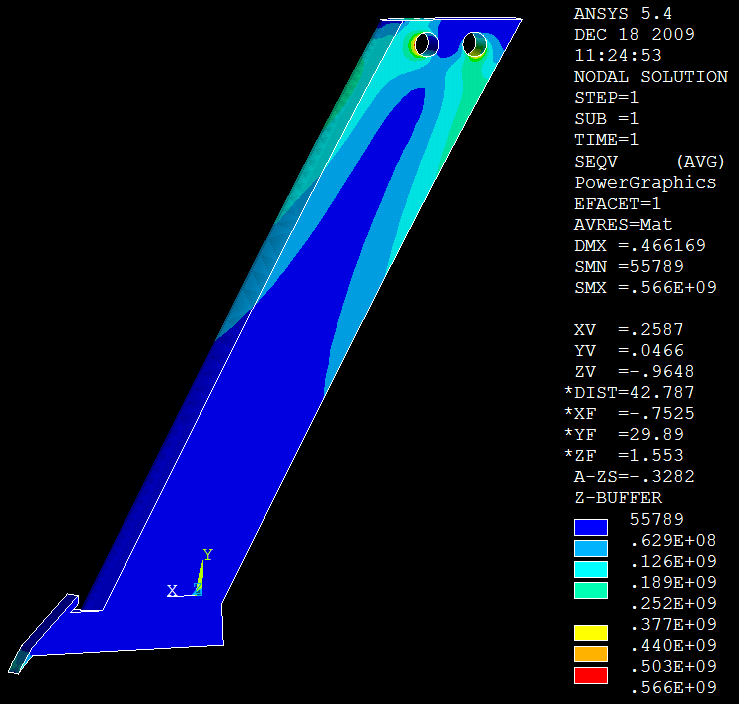 ANSYS 5.4
DEC 18 2009
11:24:53
NODAL SOLUTION
STEP=1
SUB =1
TIME=1
SEQV (AVG)
PowerGraphics
EFACET=1
AVRES=Mat
DMX =.466169
SMN =55789
SMX =.566E+09
XV =.2587
YV =.0466
ZV =-.9648
*DIST=42.787
*XF =-.7525
*YF =29.89
*ZF =1.553
A-ZS=-.3282
Z-BUFFER
55789
.629E+08
.126E+09
.189E+09
.252E+09
.377E+09
.440E+09
.503E+09
.566E+09
Y
X
Z